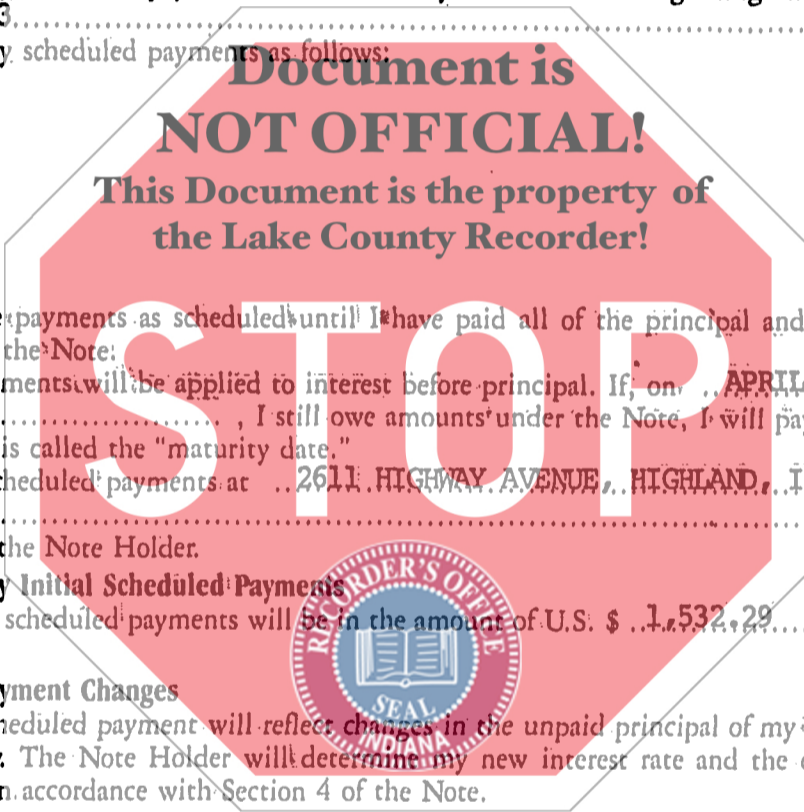 3
y scheduled payments as follows:
Document is
NOT OFFICIAL!
This Document is the property of
the Lake County Recorder!
STOP
payments as scheduled until I have paid all of the principal and
the Note.
ments will be applied to interest before principal. If, on APRIL
, I still owe amounts under the Note, I will pa
is called the "maturity date."
heduled payments at 2611 HIGHWAY AVENUE, HIGHLAND, I
the Note Holder.
y Initial Scheduled Payments
scheduled payments will be in the amount of U.S. $ 1,532.29
RECORDER'S OFFICE
SEAL
INDIANA
yment Changes
heduled payment will reflect changes in the unpaid principal of my
. The Note Holder will determine my new interest rate and the
n accordance with Section 4 of the Note.